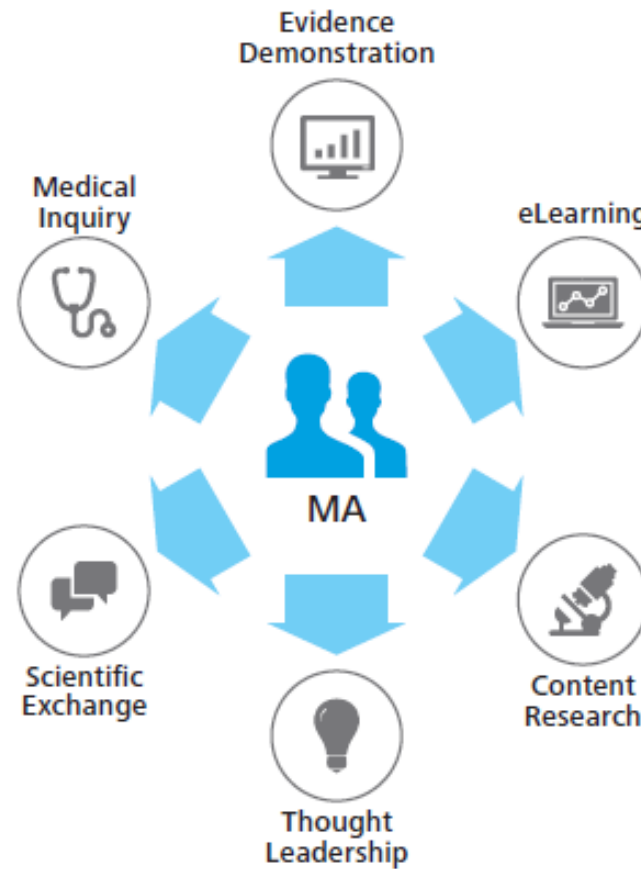 Evidence
Demonstration
Medical
Inquiry
eLearning
MA
Scientific
Exchange
Content
Research
Thought
Leadership